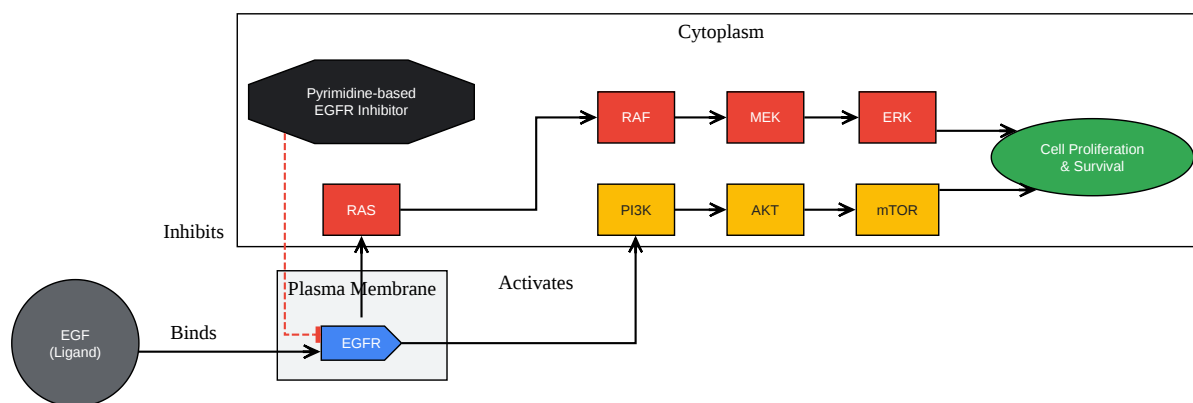 Cytoplasm
Pyrimidine-based
EGFR Inhibitor
RAF
MEK
ERK
Cell Proliferation
& Survival
RAS
PI3K
AKT
mTOR
Inhibits
Plasma Membrane
Activates
EGF
(Ligand)
Binds
EGFR